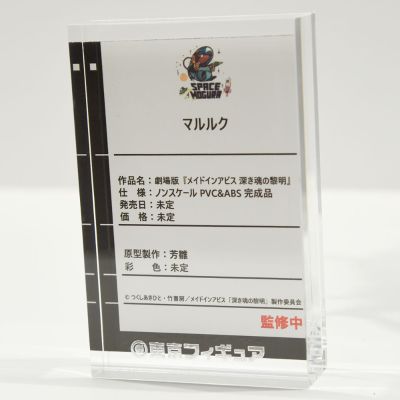 SPACE
MOGURA
マルルク
作品名：劇場版『メイドインアビス 深き魂の黎明』
仕　様：ノンスケール PVC&ABS 完成品
発売日：未定
価　格：未定
原型製作：芳雛
彩　　色：未定
© つくしあきひと・竹書房／メイドインアビス「深き魂の黎明」製作委員会
監修中
東京フィギュア